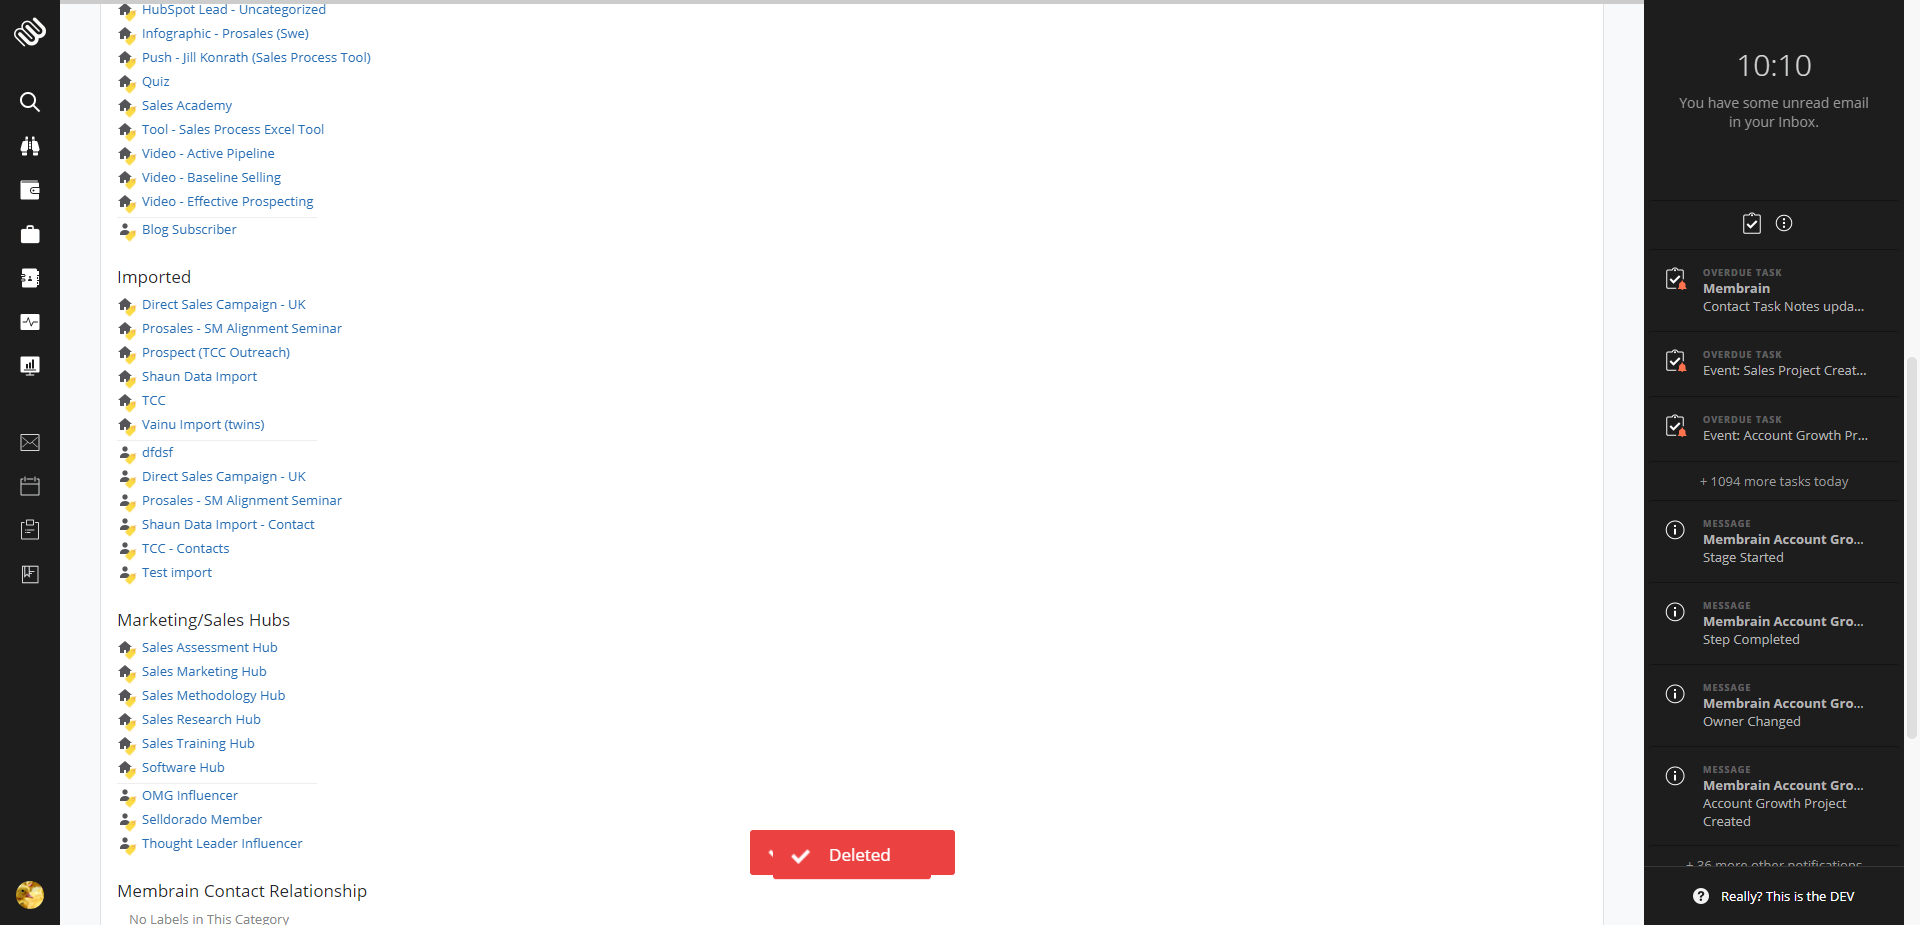 HubSpot Lead - Uncategorized
Infographic - Prosales (Swe)
Push - Jill Konrath (Sales Process Tool)
Quiz
Sales Academy
Tool - Sales Process Excel Tool
Video - Active Pipeline
Video - Baseline Selling
Video - Effective Prospecting
Blog Subscriber
Imported
Direct Sales Campaign - UK
Prosales - SM Alignment Seminar
Prospect (TCC Outreach)
Shaun Data Import
TCC
Vainu Import (twins)
dfdsf
Direct Sales Campaign - UK
Prosales - SM Alignment Seminar
Shaun Data Import - Contact
TCC - Contacts
Test import
Marketing/Sales Hubs
Sales Assessment Hub
Sales Marketing Hub
Sales Methodology Hub
Sales Research Hub
Sales Training Hub
Software Hub
OMG Influencer
Selldorado Member
Thought Leader Influencer
Membrain Contact Relationship
No Labels in This Category
Deleted
10:10
You have some unread email
in your Inbox.
OVERDUE TASK
Membrain
Contact Task Notes upda...
OVERDUE TASK
Event: Sales Project Creat...
OVERDUE TASK
Event: Account Growth Pr...
+ 1094 more tasks today
MESSAGE
Membrain Account Gro...
Stage Started
MESSAGE
Membrain Account Gro...
Step Completed
MESSAGE
Membrain Account Gro...
Owner Changed
MESSAGE
Membrain Account Gro...
Account Growth Project
Created
+ 36 more other notifications
Really? This is the DEV